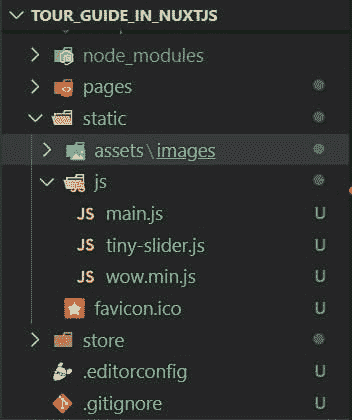 TOUR_GUIDE_IN_NUXTJS
node_modules
pages
static
assets\images
js
JS main.js U
JS tiny-slider.js U
JS wow.min.js U
favicon.ico U
store
.editorconfig U
.gitignore U